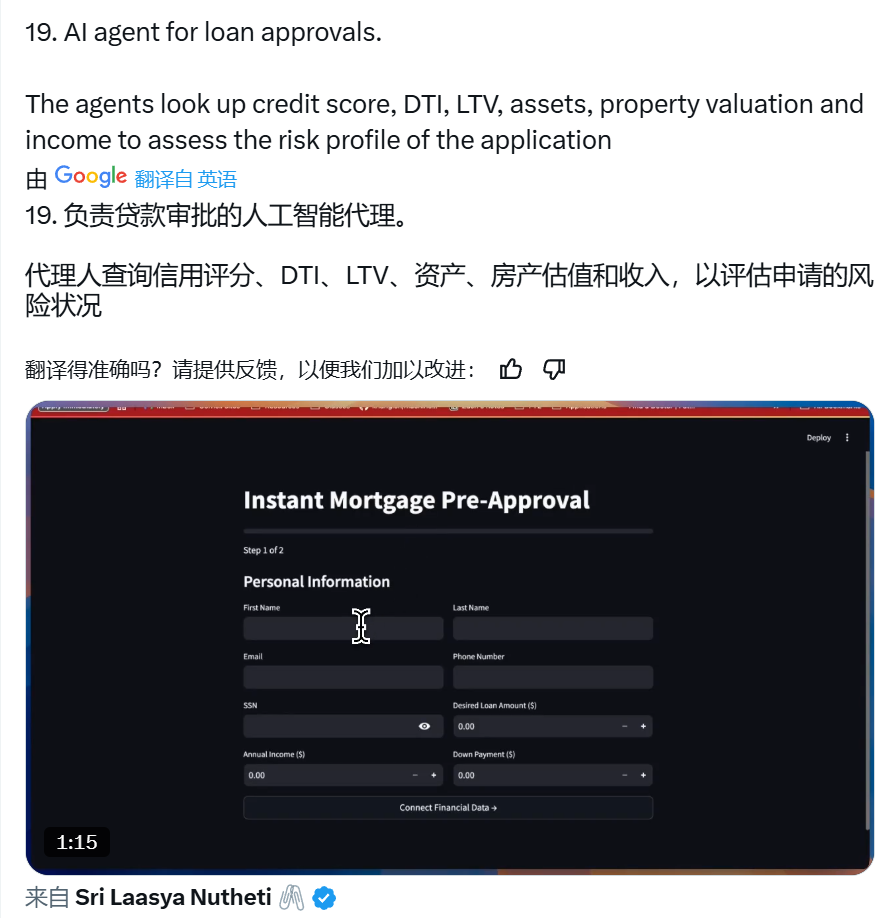 19. AI agent for loan approvals.
The agents look up credit score, DTI, LTV, assets, property valuation and
income to assess the risk profile of the application
由 Google 翻译自 英语
19. 负责贷款审批的人工智能代理。
代理人查询信用评分、DTI、LTV、资产、房产估值和收入，以评估申请的风
险状况
翻译得准确吗？请提供反馈，以便我们加以改进：
Deploy
Instant Mortgage Pre-Approval
Step 1 of 2
Personal Information
First Name Last Name
Email Phone Number
SSN Desired Loan Amount ($)
0.00
Annual Income ($) Down Payment ($)
0.00 0.00
Connect Financial Data →
1:15
来自 Sri Laasya Nutheti